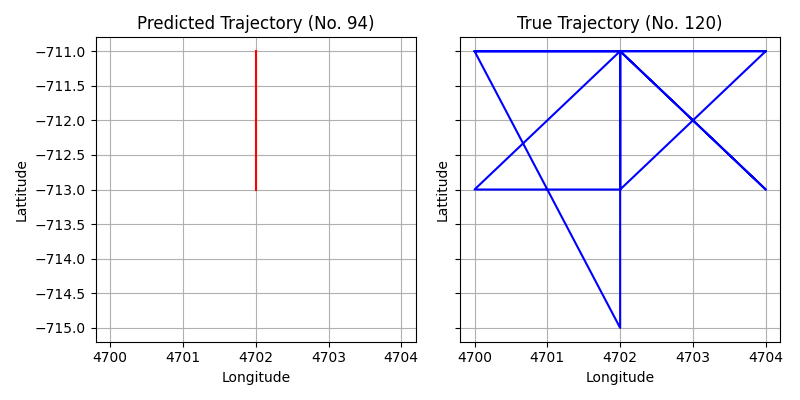 Predicted Trajectory (No. 94)
True Trajectory (No. 120)
−711.0
−711.5
−712.0
−712.5
−713.0
−713.5
−714.0
−714.5
−715.0
Lattitude
Lattitude
4700 4701 4702 4703 4704
4700 4701 4702 4703 4704
Longitude
Longitude